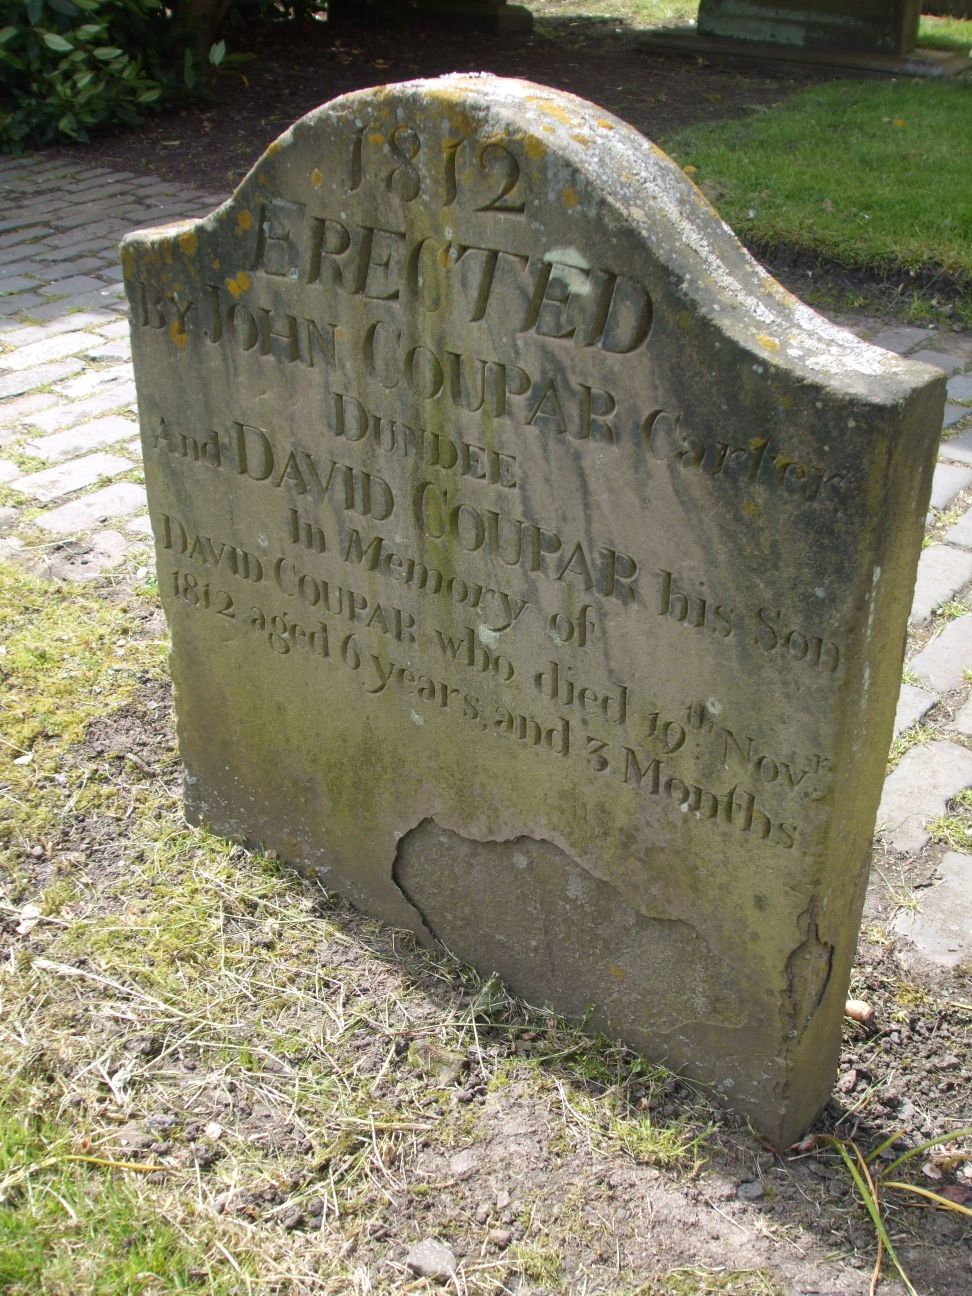 1812
ERECTED
BY JOHN COUPAR Carter
DUNDEE
And DAVID COUPAR his Son
In Memory of
DAVID COUPAR who died 19th Novr.
1812 aged 6 years, and 3 Months